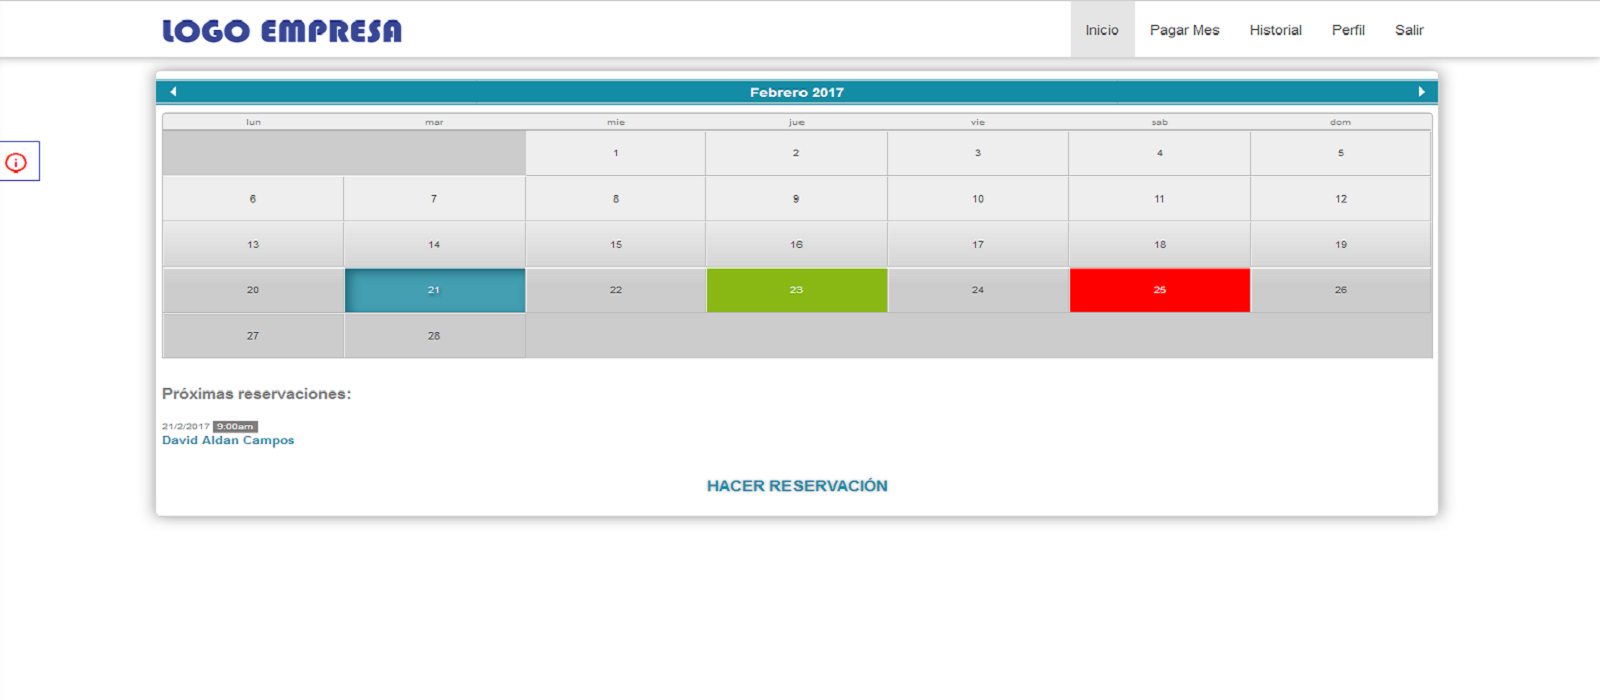 LOGO EMPRESA
Inicio Pagar Mes Historial Perfil Salir
Febrero 2017
lun mar mie jue vie sab dom
1 2 3 4 5
6 7 8 9 10 11 12
13 14 15 16 17 18 19
20 21 22 23 24 25 26
27 28
Próximas reservaciones:
21/2/2017 9:00am
David Aldan Campos
HACER RESERVACIÓN